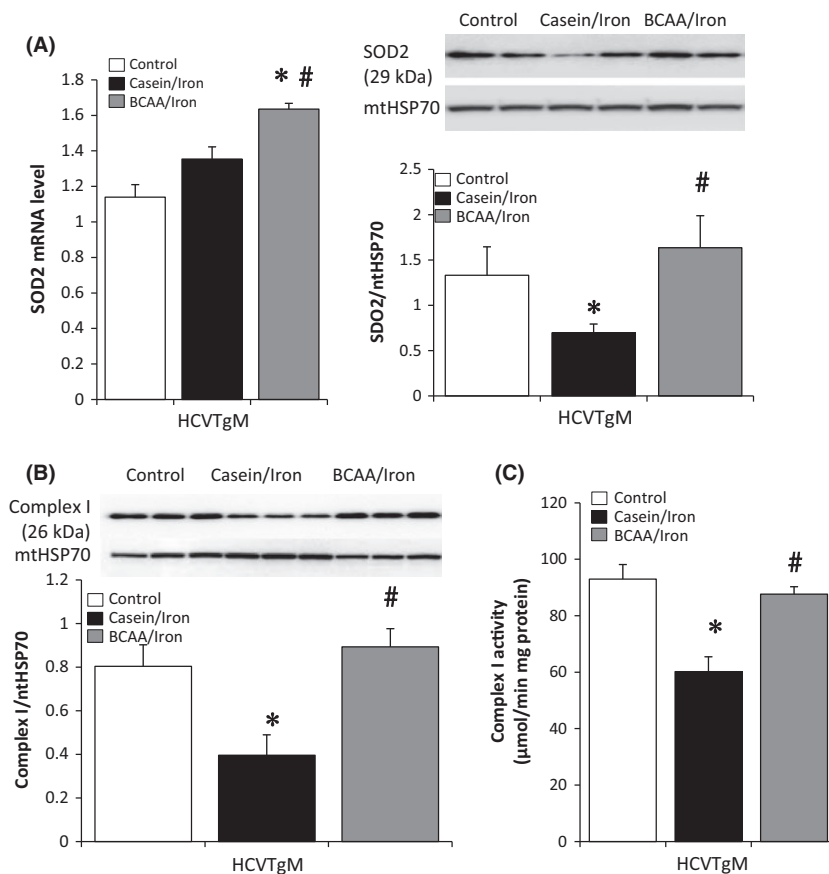 (A)
Control
Casein/Iron
BCAA/Iron
* #
1.8
1.6
1.4
1.2
1
0.8
0.6
0.4
0.2
0
SOD2 mRNA level
HCVTgM
Control Casein/Iron BCAA/Iron
SOD2
(29 kDa)
mtHSP70
2.5
2
1.5
1
0.5
0
Control
Casein/Iron
BCAA/Iron
#
*
SDO2/ntHSP70
HCVTgM
(B)
Control Casein/Iron BCAA/Iron
Complex I
(26 kDa)
mtHSP70
1.2
1
0.8
0.6
0.4
0.2
0
Control
Casein/Iron
BCAA/Iron
#
*
Complex I/ntHSP70
HCVTgM
(C)
Control
Casein/Iron
BCAA/Iron
120
100
80
60
40
20
0
#
*
Complex I activity
(μmol/min mg protein)
HCVTgM